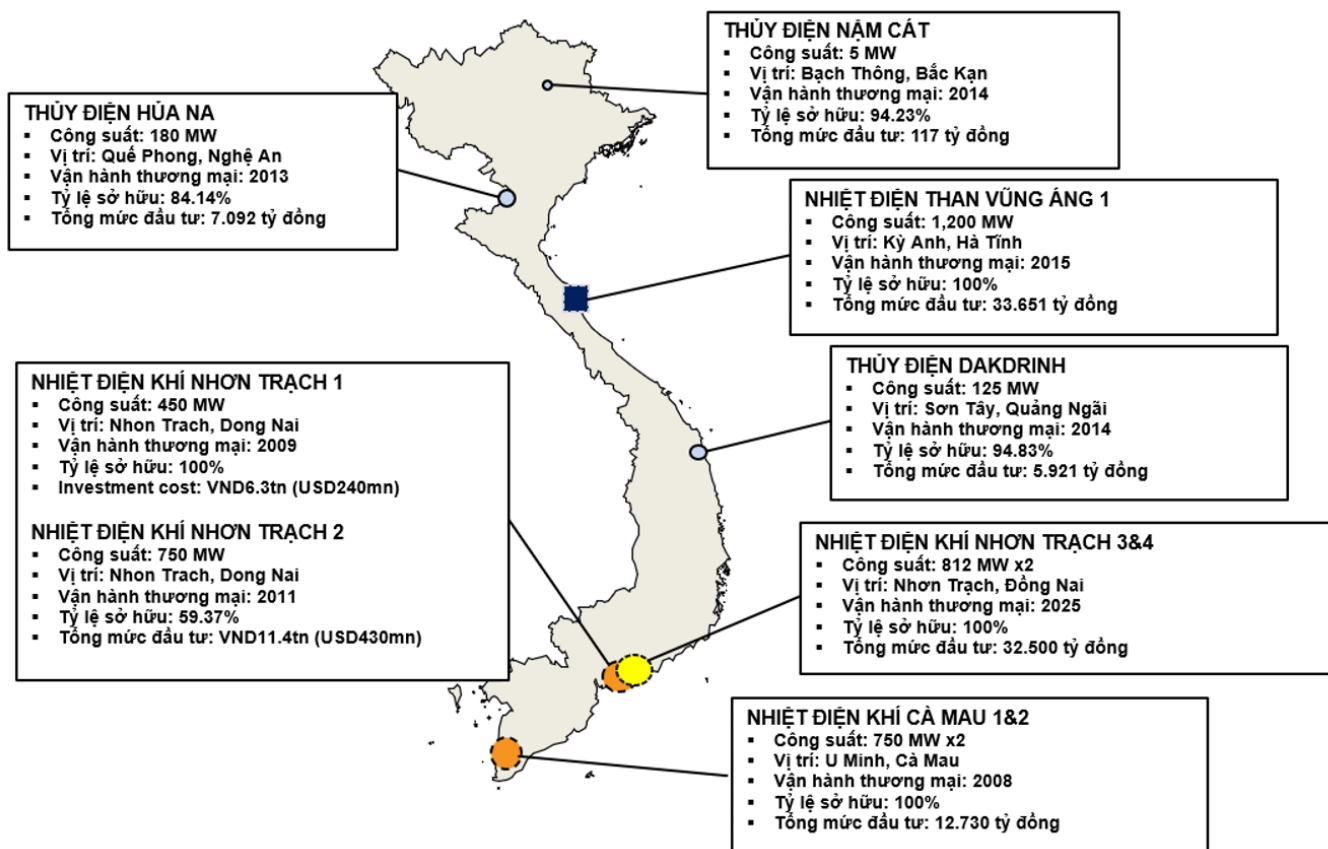 THỦY ĐIỆN NẬM CÁT
▪ Công suất: 5 MW
▪ Vị trí: Bạch Thông, Bắc Kạn
▪ Vận hành thương mại: 2014
▪ Tỷ lệ sở hữu: 94.23%
▪ Tổng mức đầu tư: 117 tỷ đồng
THỦY ĐIỆN HỦA NA
▪ Công suất: 180 MW
▪ Vị trí: Quế Phong, Nghệ An
▪ Vận hành thương mại: 2013
▪ Tỷ lệ sở hữu: 84.14%
▪ Tổng mức đầu tư: 7.092 tỷ đồng
NHIỆT ĐIỆN THAN VŨNG ÁNG 1
▪ Công suất: 1,200 MW
▪ Vị trí: Kỳ Anh, Hà Tĩnh
▪ Vận hành thương mại: 2015
▪ Tỷ lệ sở hữu: 100%
▪ Tổng mức đầu tư: 33.651 tỷ đồng
THỦY ĐIỆN DAKDRINH
▪ Công suất: 125 MW
▪ Vị trí: Sơn Tây, Quảng Ngãi
▪ Vận hành thương mại: 2014
▪ Tỷ lệ sở hữu: 94.83%
▪ Tổng mức đầu tư: 5.921 tỷ đồng
NHIỆT ĐIỆN KHÍ NHƠN TRẠCH 1
▪ Công suất: 450 MW
▪ Vị trí: Nhon Trach, Dong Nai
▪ Vận hành thương mại: 2009
▪ Tỷ lệ sở hữu: 100%
▪ Investment cost: VND6.3tn (USD240mn)
NHIỆT ĐIỆN KHÍ NHƠN TRẠCH 2
▪ Công suất: 750 MW
▪ Vị trí: Nhon Trach, Dong Nai
▪ Vận hành thương mại: 2011
▪ Tỷ lệ sở hữu: 59.37%
▪ Tổng mức đầu tư: VND11.4tn (USD430mn)
NHIỆT ĐIỆN KHÍ NHƠN TRẠCH 3&4
▪ Công suất: 812 MW x2
▪ Vị trí: Nhơn Trạch, Đồng Nai
▪ Vận hành thương mại: 2025
▪ Tỷ lệ sở hữu: 100%
▪ Tổng mức đầu tư: 32.500 tỷ đồng
NHIỆT ĐIỆN KHÍ CÀ MAU 1&2
▪ Công suất: 750 MW x2
▪ Vị trí: U Minh, Cà Mau
▪ Vận hành thương mại: 2008
▪ Tỷ lệ sở hữu: 100%
▪ Tổng mức đầu tư: 12.730 tỷ đồng